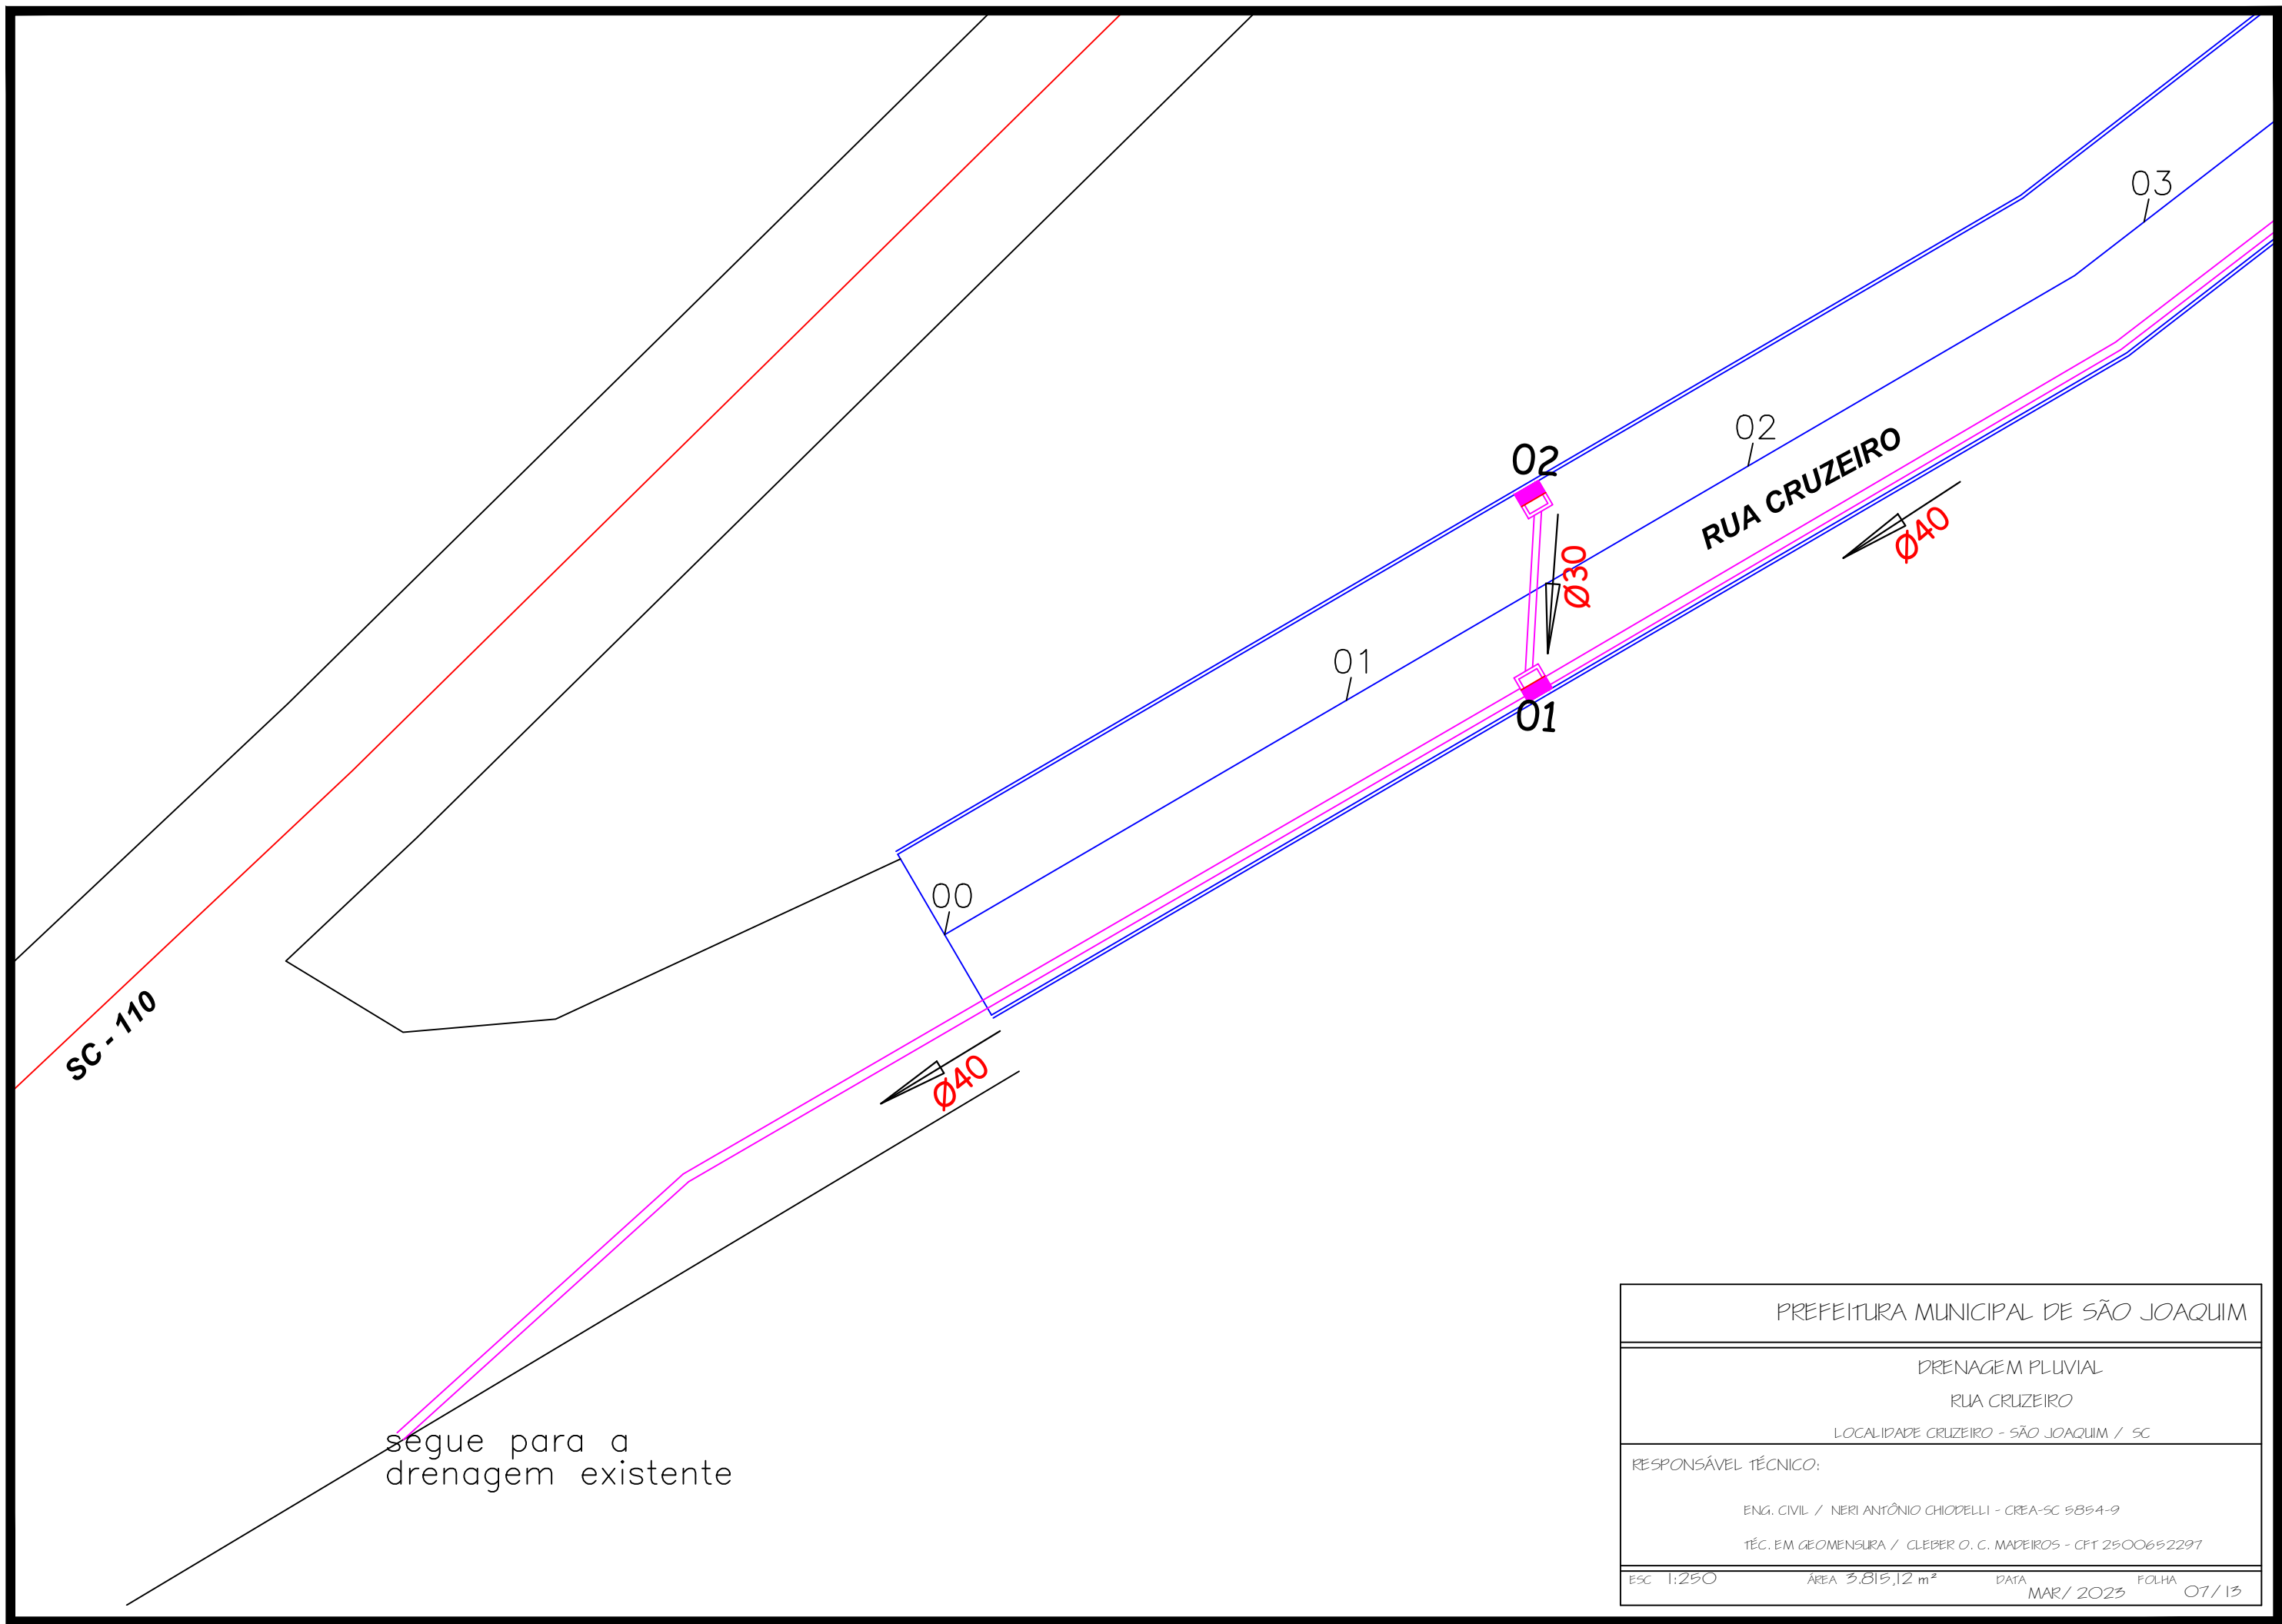 03
02
02
RUA CRUZEIRO
Ø40
Ø30
01
01
00
SC - 110
Ø40
segue para a
drenagem existente
PREFEITURA MUNICIPAL DE SÃO JOAQUIM
DRENAGEM PLUVIAL
RUA CRUZEIRO
LOCALIDADE CRUZEIRO - SÃO JOAQUIM / SC
RESPONSÁVEL TÉCNICO:
ENG. CIVIL / NERI ANTÔNIO CHIODELLI - CREA-SC 5854-9
TÉC. EM GEOMENSURA / CLEBER O. C. MADEIROS - CFT 2500652297
ESC 1:250 ÁREA 3.815,12 m² DATA MAR/ 2023 FOLHA 07/13